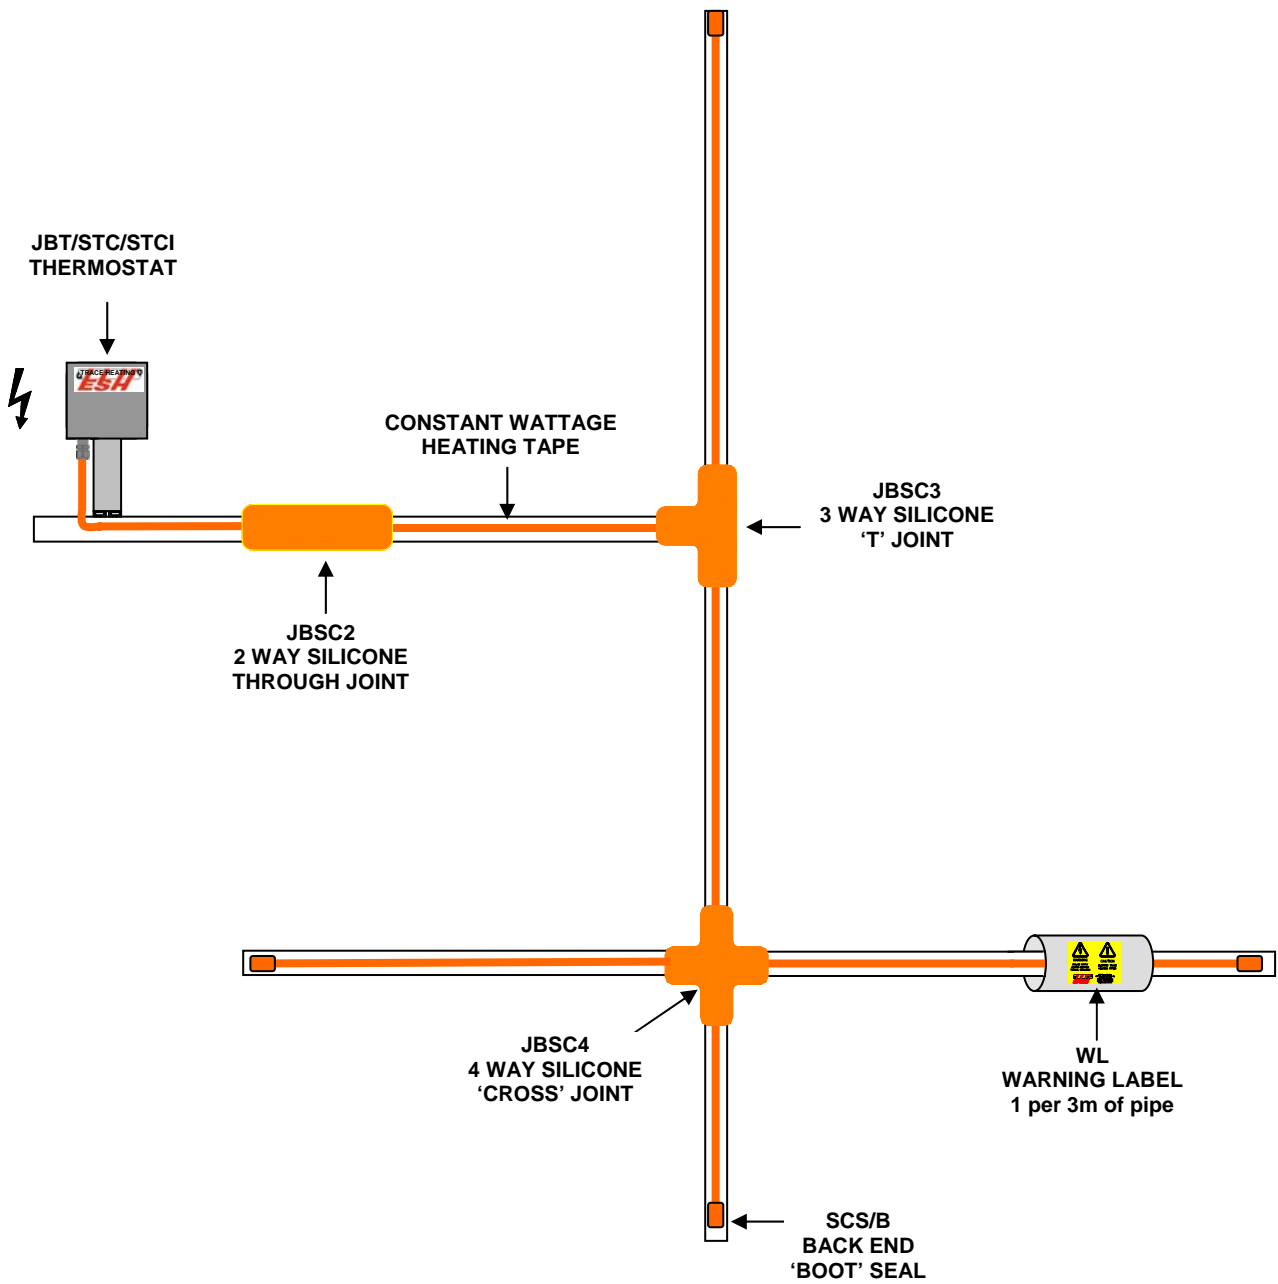 JBT/STC/STCI
THERMOSTAT
TRACE HEATING
ESH
CONSTANT WATTAGE
HEATING TAPE
JBSC3
3 WAY SILICONE
‘T’ JOINT
JBSC2
2 WAY SILICONE
THROUGH JOINT
JBSC4
4 WAY SILICONE
‘CROSS’ JOINT
WL
WARNING LABEL
1 per 3m of pipe
SCS/B
BACK END
‘BOOT’ SEAL